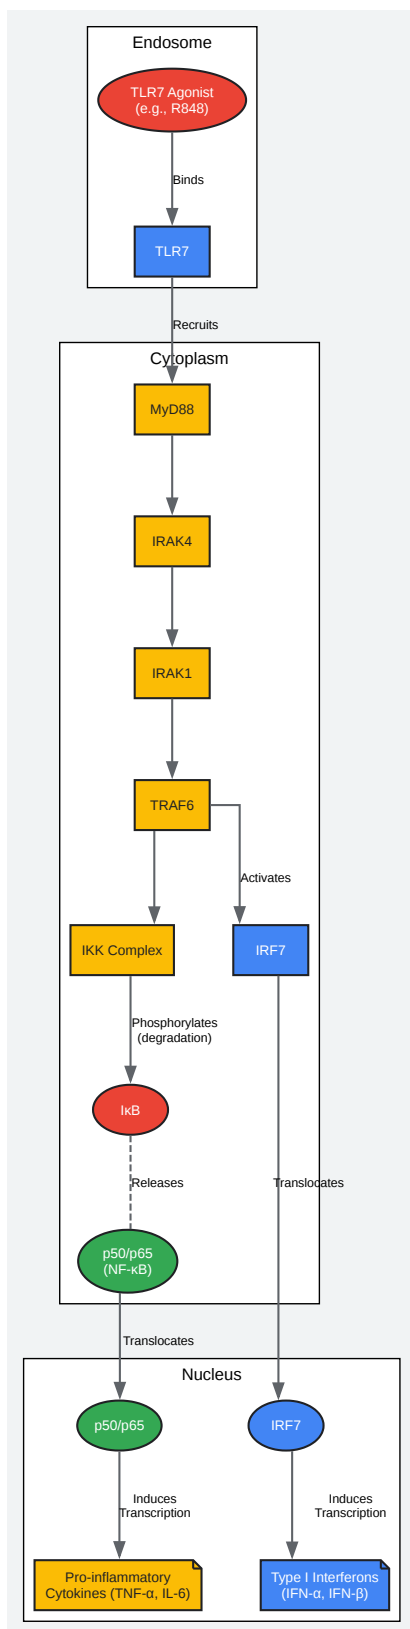 Endosome
TLR7 Agonist
(e.g., R848)
Binds
TLR7
Recruits
Cytoplasm
MyD88
IRAK4
IRAK1
TRAF6
Activates
IKK Complex
IRF7
Phosphorylates
(degradation)
IκB
Releases
Translocates
p50/p65
(NF-κB)
Translocates
Nucleus
p50/p65
IRF7
Induces
Transcription
Induces
Transcription
Pro-inflammatory
Cytokines (TNF-α, IL-6)
Type I Interferons
(IFN-α, IFN-β)